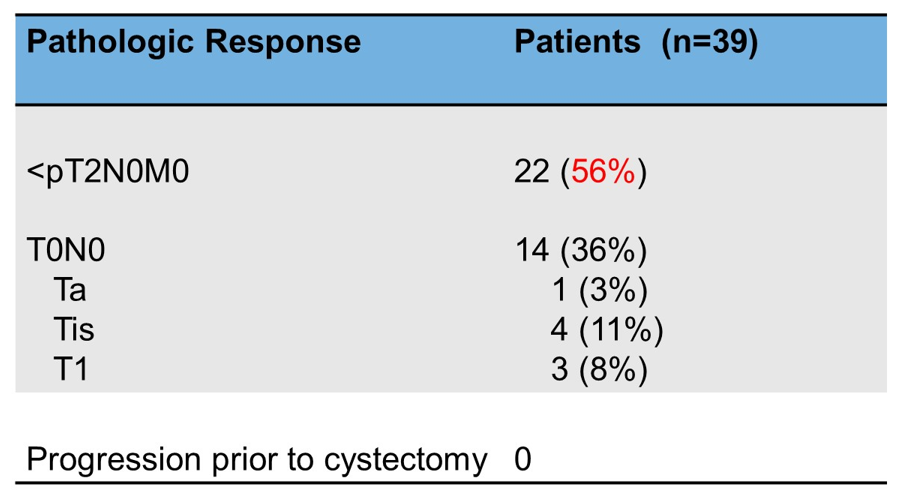 Pathologic Response Patients (n=39)
<pT2N0M0 22 (56%)
T0N0 14 (36%)
Ta 1 (3%)
Tis 4 (11%)
T1 3 (8%)
Progression prior to cystectomy 0